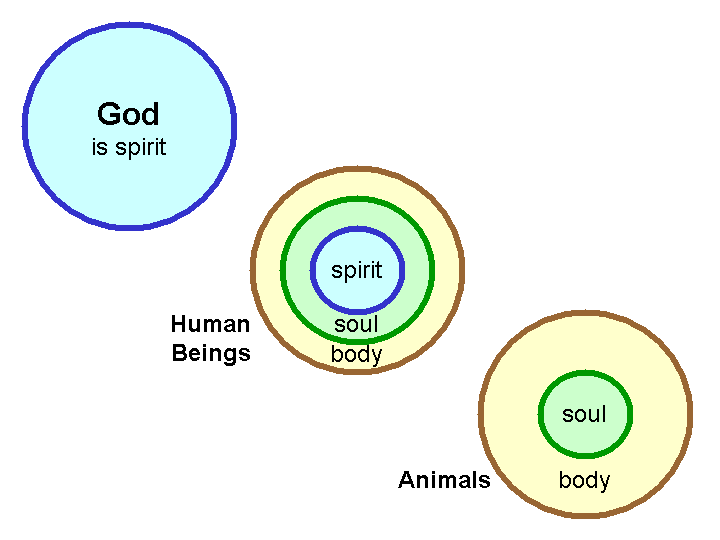 God
is spirit
spirit
Human
Beings
soul
body
soul
Animals
body